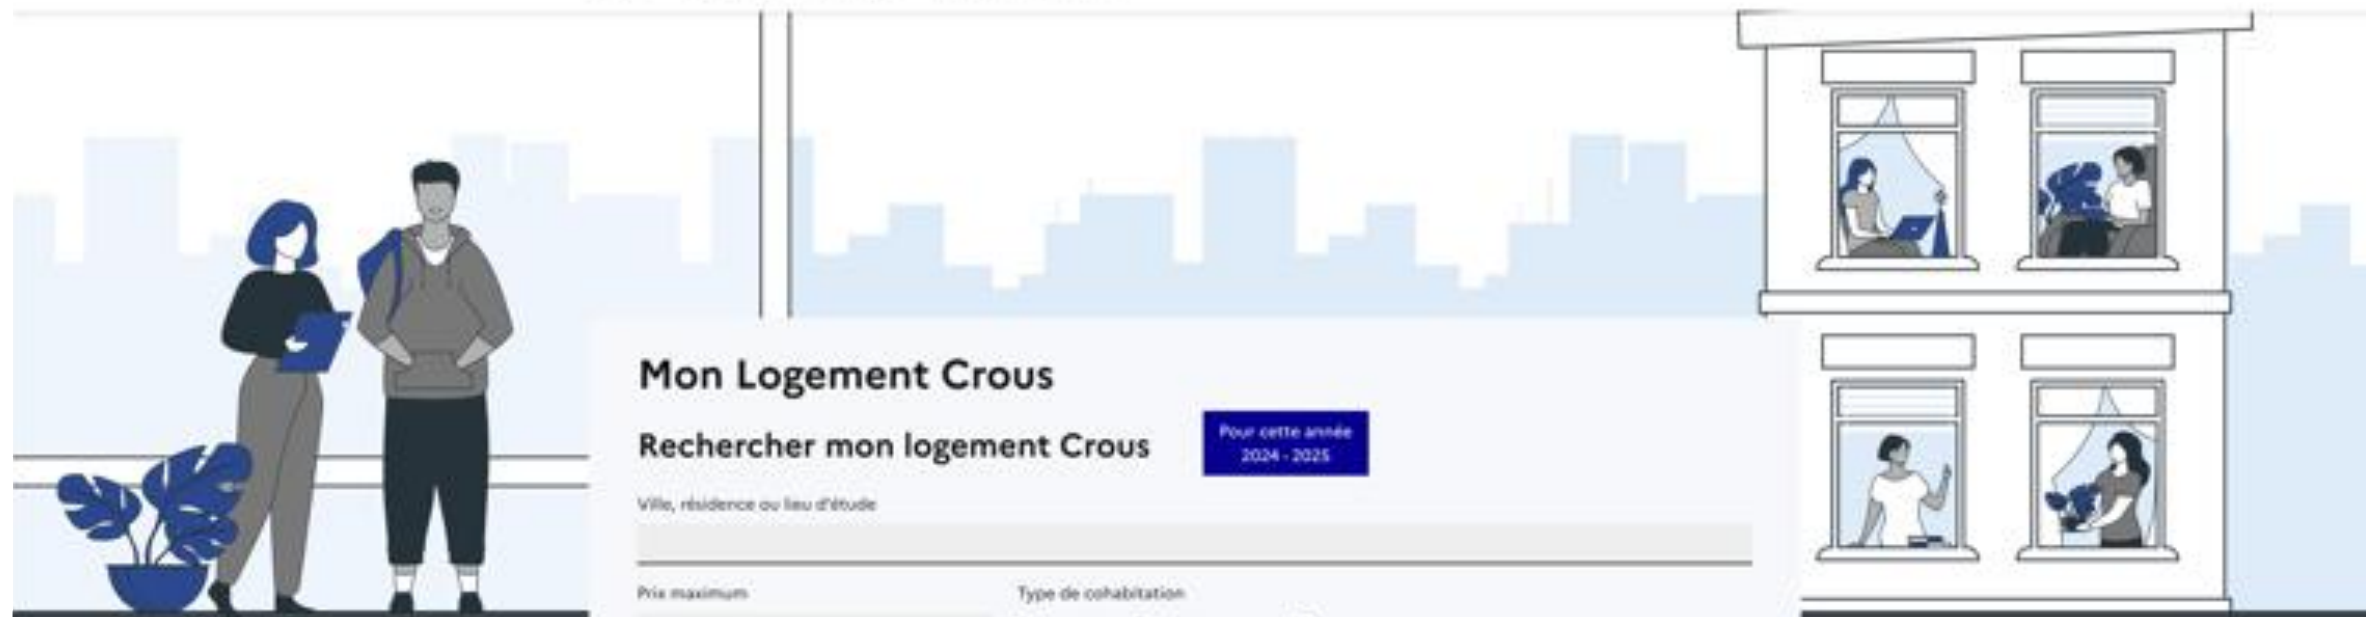 Mon Logement Crous
Rechercher mon logement Crous
Pour cette année
2024 - 2025
Ville, résidence ou lieu d'étude
Prix maximum
Type de cohabitation